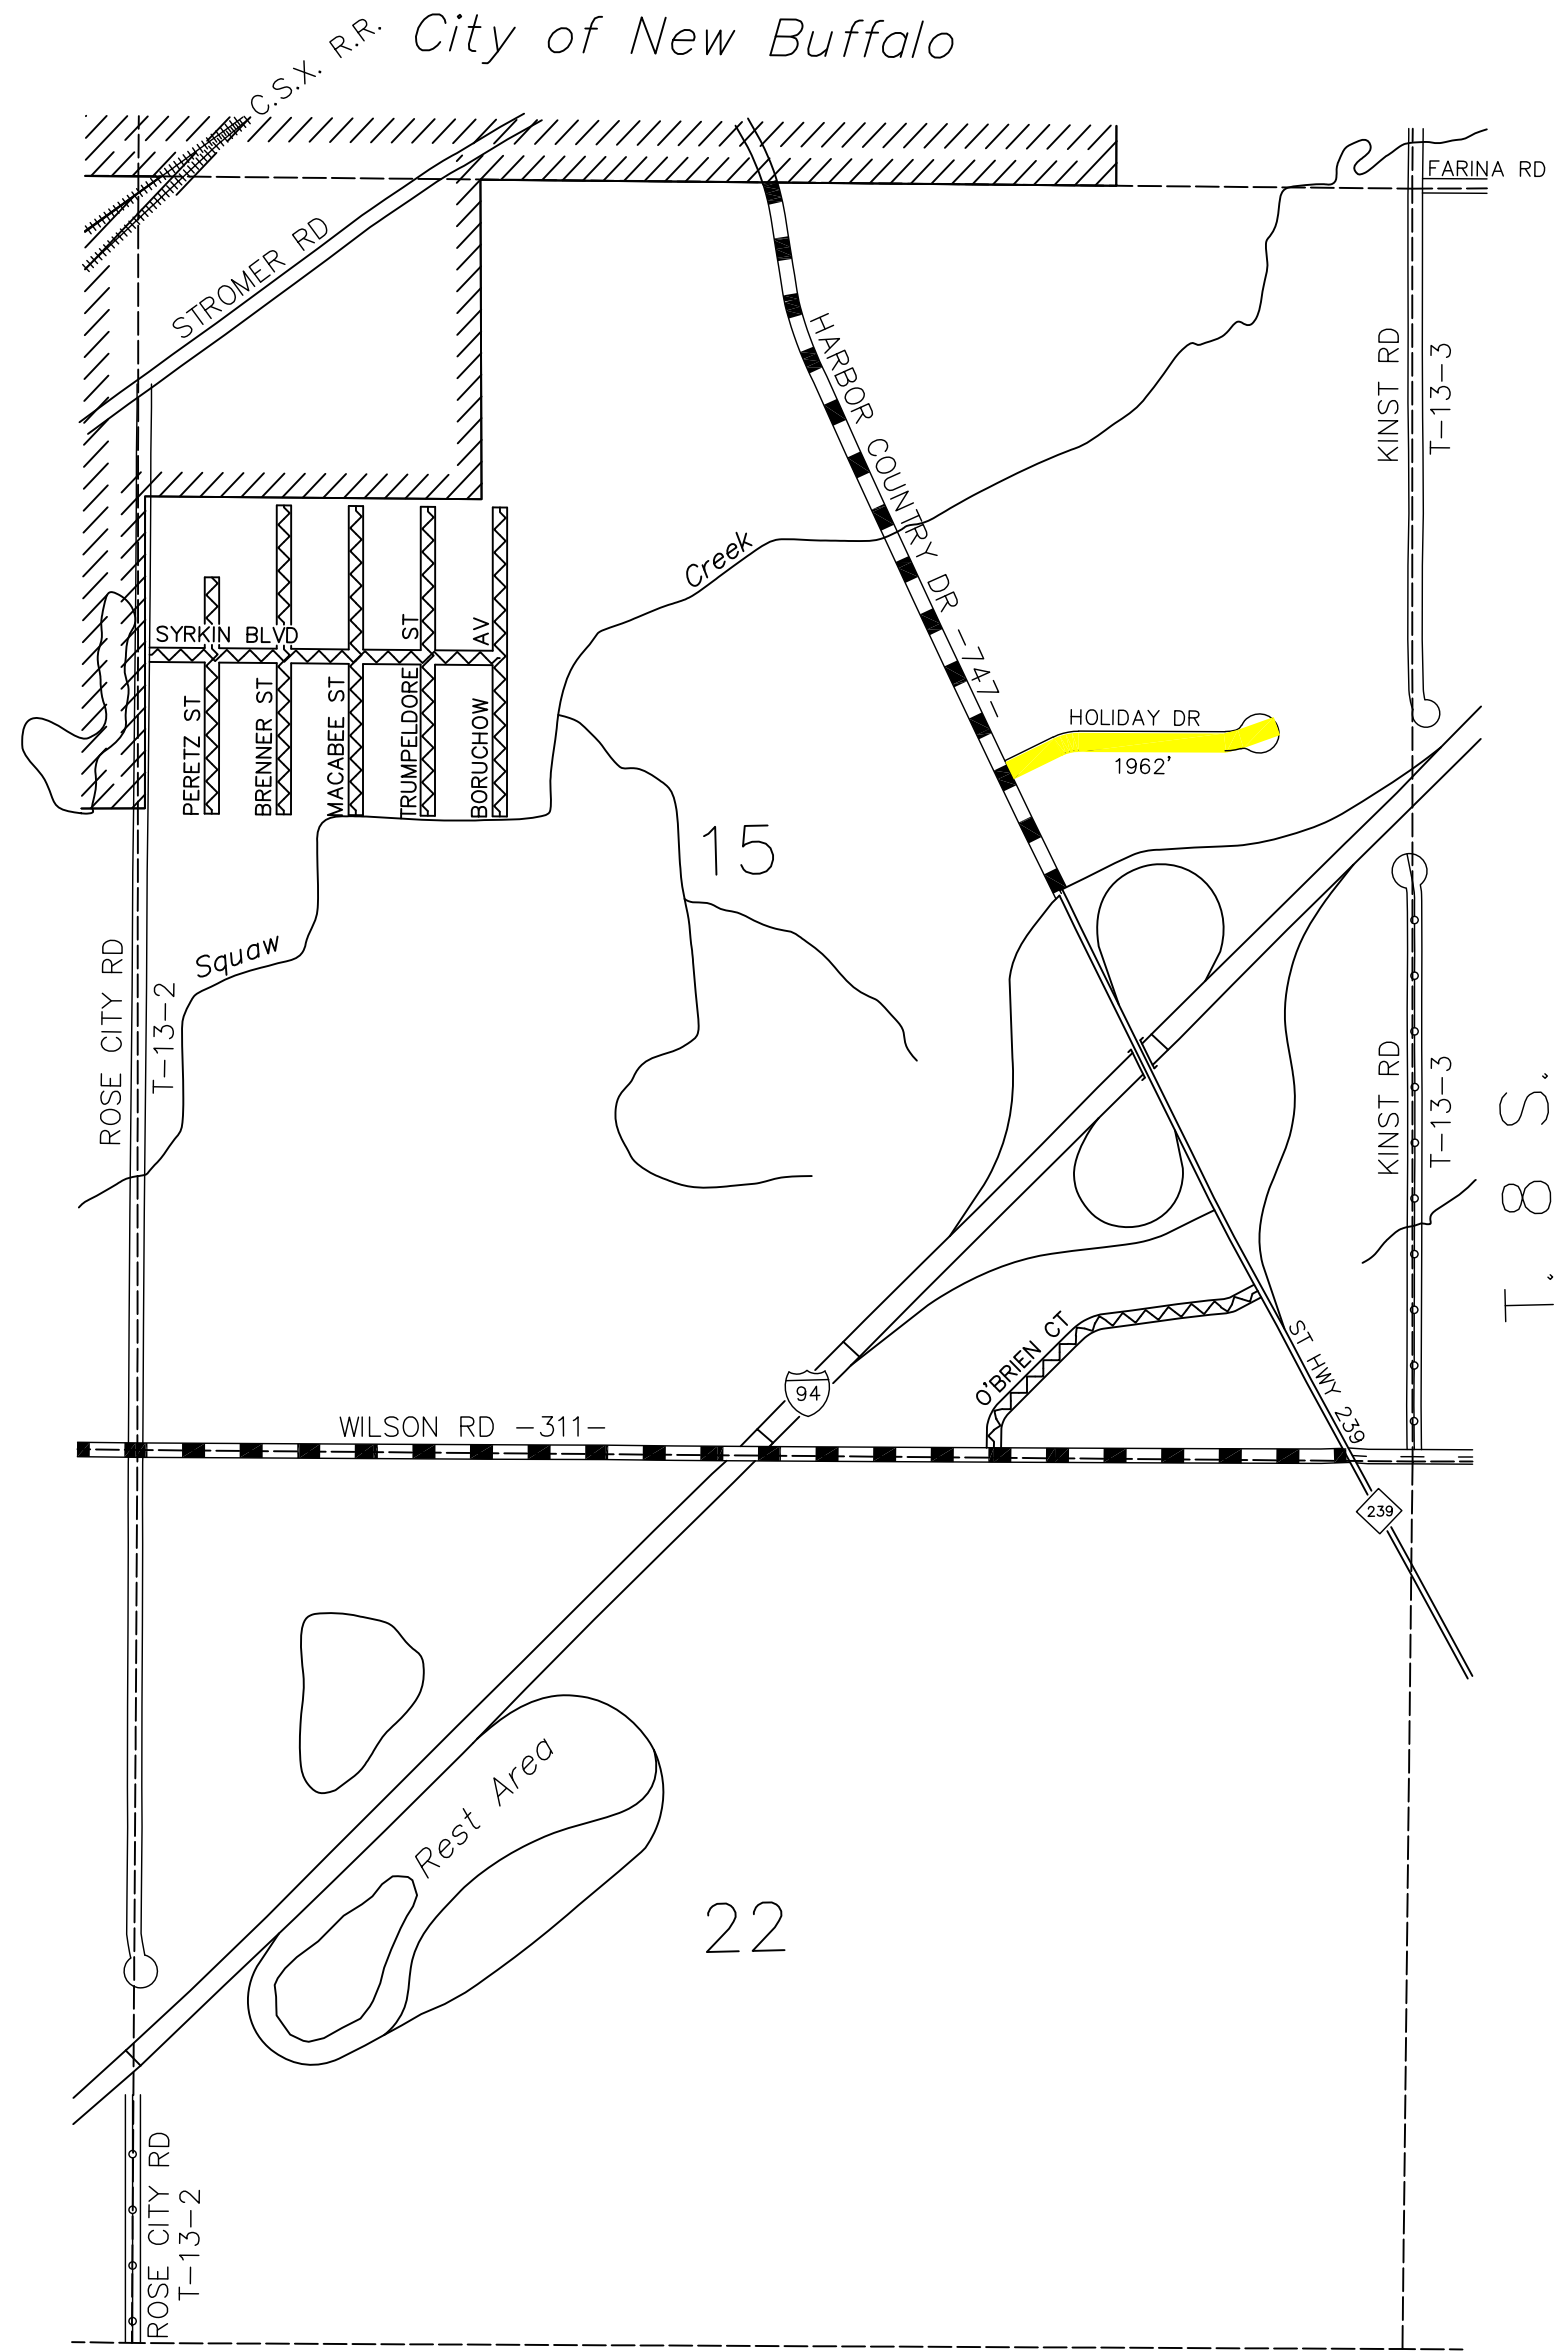 City of New Buffalo
C.S.X. R.R.
FARINA RD
STROMER RD
HARBOR COUNTRY DR -747-
KINST RD
T-13-3
Creek
SYRKIN BLVD
PERETZ ST
BRENNER ST
MACABEE ST
TRUMPELDORE ST
BORUCHOW AV
HOLIDAY DR
1962'
15
Squaw
ROSE CITY RD
T-13-2
KINST RD
T-13-3
T. 8 S.
O'BRIEN CT
ST HWY 239
94
WILSON RD -311-
239
Rest Area
22
ROSE CITY RD
T-13-2